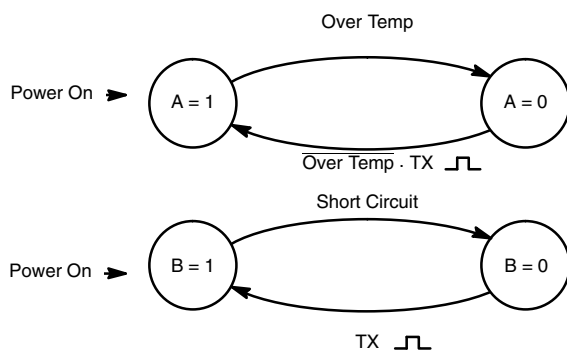 Over Temp
Power On
A = 1
A = 0
Over Temp . TX
Short Circuit
Power On
B = 1
B = 0
TX